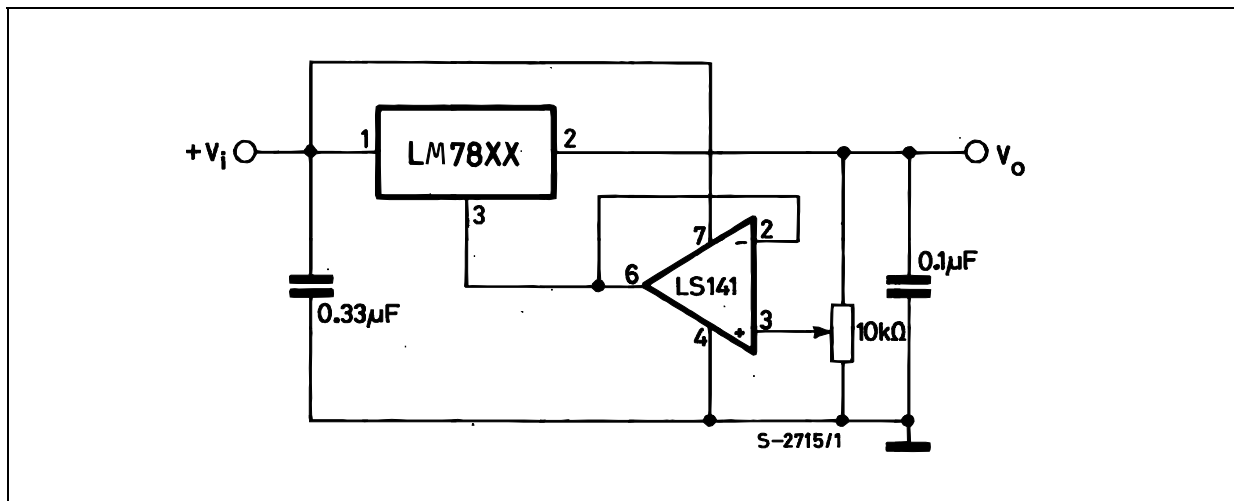 +Vi
1
LM78XX
2
Vo
3
7
2
-
6
LS141
0.1μF
0.33μF
4
+
3
10kΩ
S-2715/1